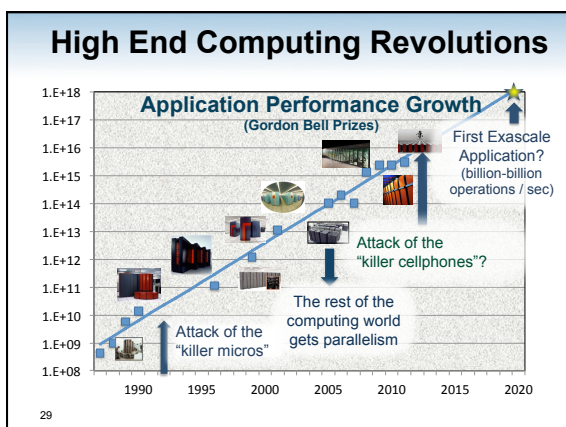 High End Computing Revolutions
Application Performance Growth
(Gordon Bell Prizes)
1.E+18
1.E+17
1.E+16
1.E+15
1.E+14
1.E+13
1.E+12
1.E+11
1.E+10
1.E+09
1.E+08
First Exascale
Application?
(billion-billion
operations / sec)
Attack of the
“killer cellphones”?
The rest of the
computing world
gets parallelism
Attack of the
“killer micros”
1990 1995 2000 2005 2010 2015 2020
29